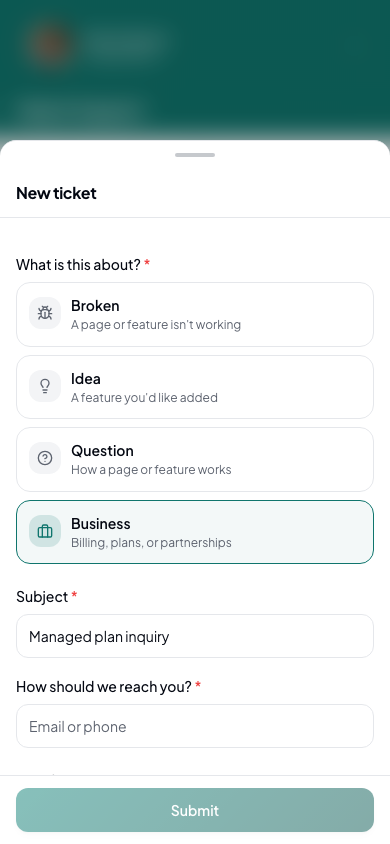 New ticket
What is this about? *
Broken
A page or feature isn't working
Idea
A feature you'd like added
Question
How a page or feature works
Business
Billing, plans, or partnerships
Subject *
Managed plan inquiry
How should we reach you? *
Email or phone
Submit